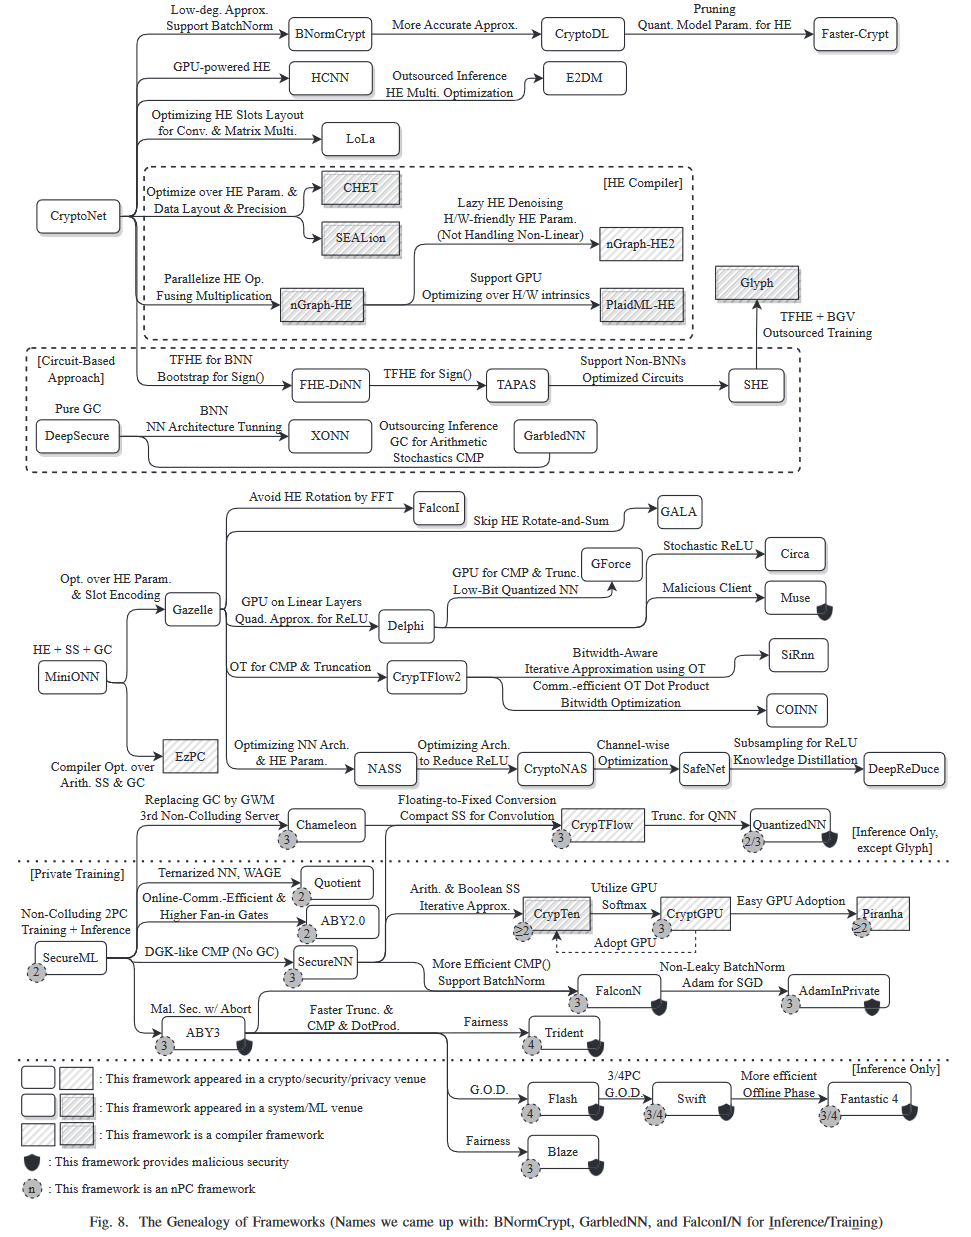 Low-deg. Approx.
Support BatchNorm
BNormCrypt
More Accurate Approx.
CryptoDL
Pruning
Quant. Model Param. for HE
Faster-Crypt
GPU-powered HE
HCNN
Outsourced Inference
HE Multi. Optimization
E2DM
Optimizing HE Slots Layout
for Conv. & Matrix Multi.
LoLa
CryptoNet
Optimize over HE Param. &
Data Layout & Precision
CHET
SEALion
[HE Compiler]
Lazy HE Denoising
H/W-friendly HE Param.
(Not Handling Non-Linear)
nGraph-HE2
Parallelize HE Op.
Fusing Multiplication
nGraph-HE
Support GPU
Optimizing over H/W intrinsics
PlaidML-HE
Glyph
TFHE + BGV
Outsourced Training
[Circuit-Based
Approach]
TFHE for BNN
Bootstrap for Sign()
FHE-DiNN
TFHE for Sign()
TAPAS
Support Non-BNNs
Optimized Circuits
SHE
Pure GC
DeepSecure
BNN
NN Architecture Tunning
XONN
Outsourcing Inference
GC for Arithmetic
Stochastics CMP
GarbledNN
Avoid HE Rotation by FFT
FalconI
Skip HE Rotate-and-Sum
GALA
Opt. over HE Param.
& Slot Encoding
Gazelle
GPU on Linear Layers
Quad. Approx. for ReLU
Delphi
GPU for CMP & Trunc.
Low-Bit Quantized NN
GForce
Stochastic ReLU
Circa
Malicious Client
Muse
HE + SS + GC
MiniONN
OT for CMP & Truncation
CrypTFlow2
Bitwidth-Aware
Iterative Approximation using OT
SiRnn
Comm.-efficient OT Dot Product
Bitwidth Optimization
COINN
EzPC
Compiler Opt. over
Arith. SS & GC
Optimizing NN Arch.
& HE Param.
NASS
Optimizing Arch.
to Reduce ReLU
CryptoNAS
Channel-wise
Optimization
SafeNet
Subsampling for ReLU
Knowledge Distillation
DeepReDuce
Replacing GC by GWM
3rd Non-Colluding Server
Chameleon
3
Floating-to-Fixed Conversion
Compact SS for Convolution
CrypTFlow
3
Trunc. for QNN
QuantizedNN
2/3
[Inference Only,
except Glyph]
[Private Training]
Ternarized NN, WAGE
Quotient
2
Non-Colluding 2PC
Training + Inference
SecureML
2
Online-Comm.-Efficient &
Higher Fan-in Gates
ABY2.0
2
Arith. & Boolean SS
Iterative Approx.
CrypTen
≥2
Utilize GPU
Softmax
CryptGPU
3
Easy GPU Adoption
Piranha
≥2
Adopt GPU
DGK-like CMP (No GC)
SecureNN
3
More Efficient CMP()
Support BatchNorm
FalconN
3
Non-Leaky BatchNorm
Adam for SGD
AdamInPrivate
3
Mal. Sec. w/ Abort
ABY3
3
Faster Trunc. &
CMP & DotProd.
Fairness
Trident
4
[Inference Only]
G.O.D.
Flash
4
3/4PC
G.O.D.
Swift
3/4
More efficient
Offline Phase
Fantastic 4
3/4
Fairness
Blaze
3
: This framework appeared in a crypto/security/privacy venue
: This framework appeared in a system/ML venue
: This framework is a compiler framework
: This framework provides malicious security
n : This framework is an nPC framework
Fig. 8. The Genealogy of Frameworks (Names we came up with: BNormCrypt, GarbledNN, and FalconI/N for Inference/Training)